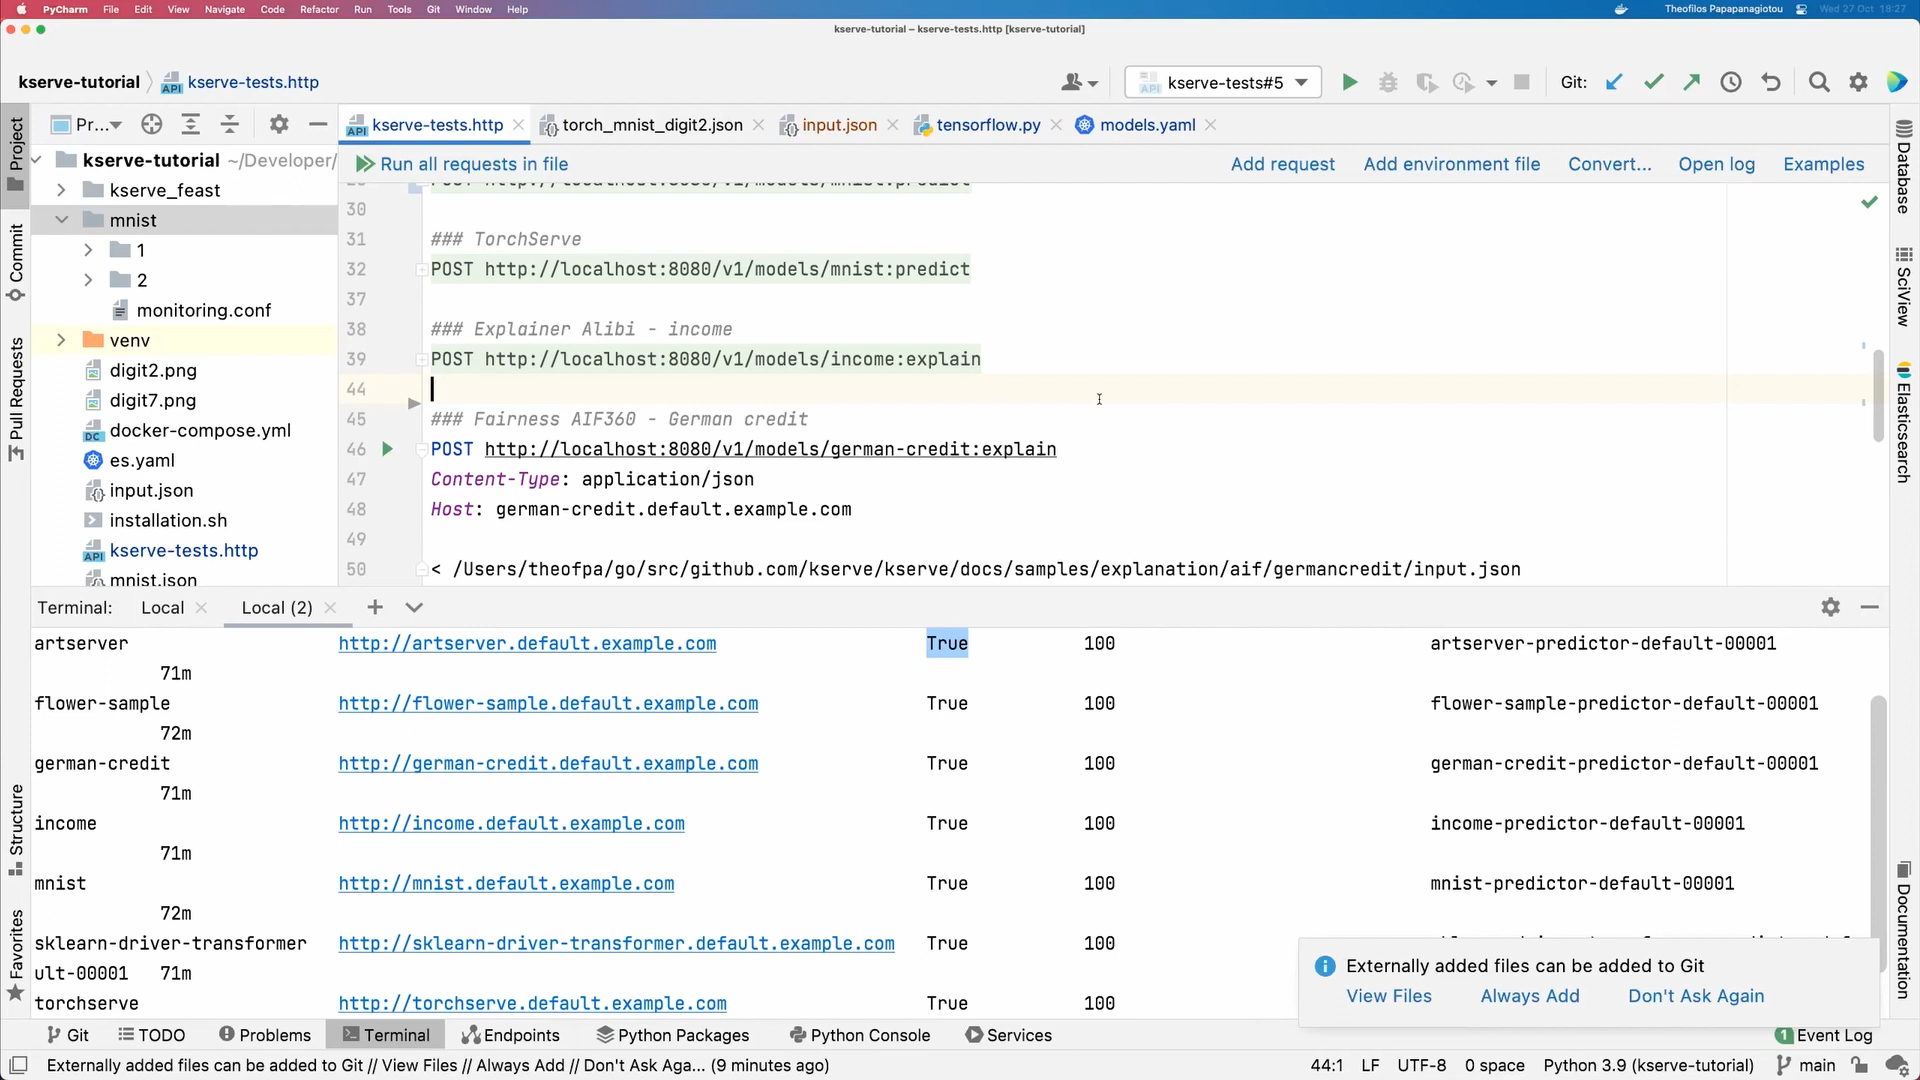 PyCharm File Edit View Navigate Code Refactor Run Tools Git Window Help Theofilos Papapanagiotou Wed 27 Oct 18:27
kserve-tutorial – kserve-tests.http [kserve-tutorial]
kserve-tutorial kserve-tests.http kserve-tests#5 Git:
Pr... kserve-tests.http torch_mnist_digit2.json input.json tensorflow.py models.yaml
Run all requests in file Add request Add environment file Convert... Open log Examples
Project
Commit
Pull Requests
Structure
Favorites
kserve-tutorial ~/Developer/
kserve_feast
mnist
1
2
monitoring.conf
venv
digit2.png
digit7.png
docker-compose.yml
es.yaml
input.json
installation.sh
kserve-tests.http
mnist.json
POST http://localhost:8080/v1/models/mnist:predict
30
31 ### TorchServe
32 POST http://localhost:8080/v1/models/mnist:predict
37
38 ### Explainer Alibi - income
39 POST http://localhost:8080/v1/models/income:explain
44
45 ### Fairness AIF360 - German credit
46 POST http://localhost:8080/v1/models/german-credit:explain
47 Content-Type: application/json
48 Host: german-credit.default.example.com
49
50 < /Users/theofpa/go/src/github.com/kserve/kserve/docs/samples/explanation/aif/germancredit/input.json
Database
SciView
Elasticsearch
Documentation
Terminal: Local Local (2)
artserver http://artserver.default.example.com True 100 artserver-predictor-default-00001
71m
flower-sample http://flower-sample.default.example.com True 100 flower-sample-predictor-default-00001
72m
german-credit http://german-credit.default.example.com True 100 german-credit-predictor-default-00001
71m
income http://income.default.example.com True 100 income-predictor-default-00001
71m
mnist http://mnist.default.example.com True 100 mnist-predictor-default-00001
72m
sklearn-driver-transformer http://sklearn-driver-transformer.default.example.com True 100
ult-00001 71m
torchserve http://torchserve.default.example.com True 100
Externally added files can be added to Git
View Files Always Add Don't Ask Again
Git TODO Problems Terminal Endpoints Python Packages Python Console Services 1 Event Log
Externally added files can be added to Git // View Files // Always Add // Don't Ask Aga... (9 minutes ago) 44:1 LF UTF-8 0 space Python 3.9 (kserve-tutorial) main